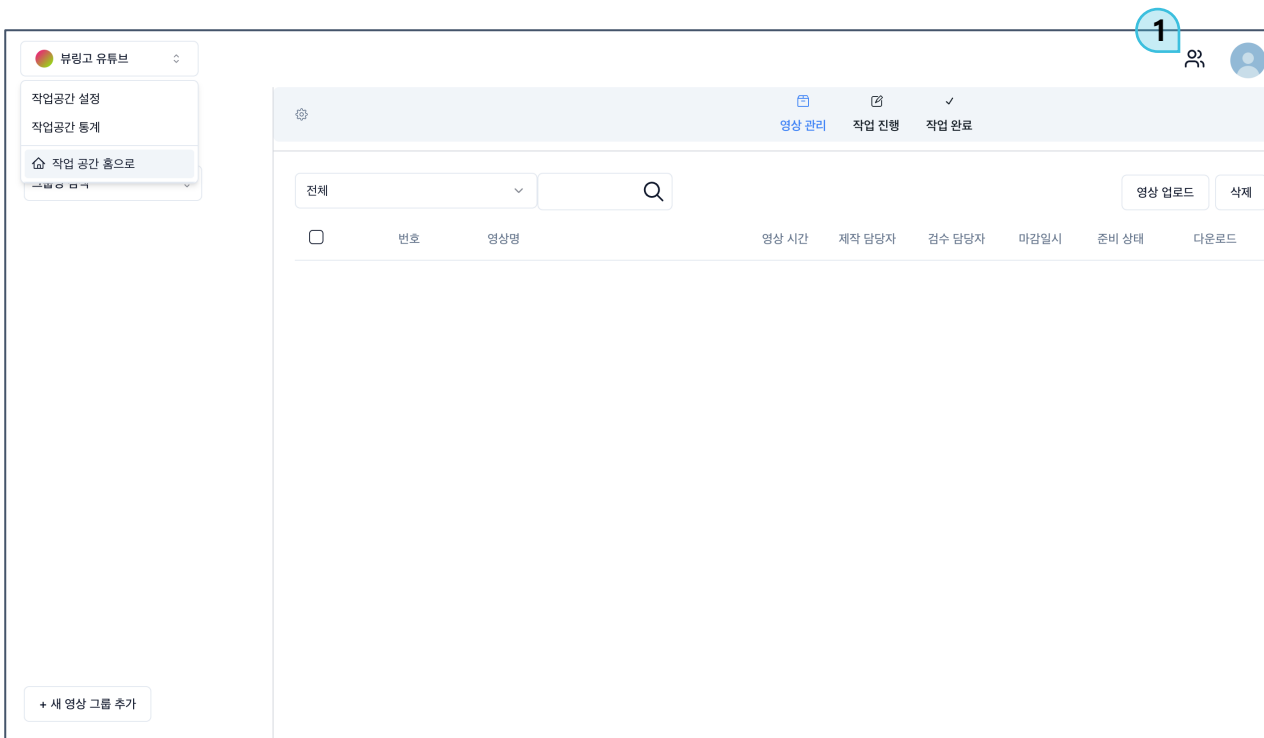 1
뷰링고 유튜브
작업공간 설정
작업공간 통계
작업 공간 홈으로
영상 관리 작업 진행 작업 완료
전체
영상 업로드 삭제
번호 영상명 영상 시간 제작 담당자 검수 담당자 마감일시 준비 상태 다운로드
+ 새 영상 그룹 추가